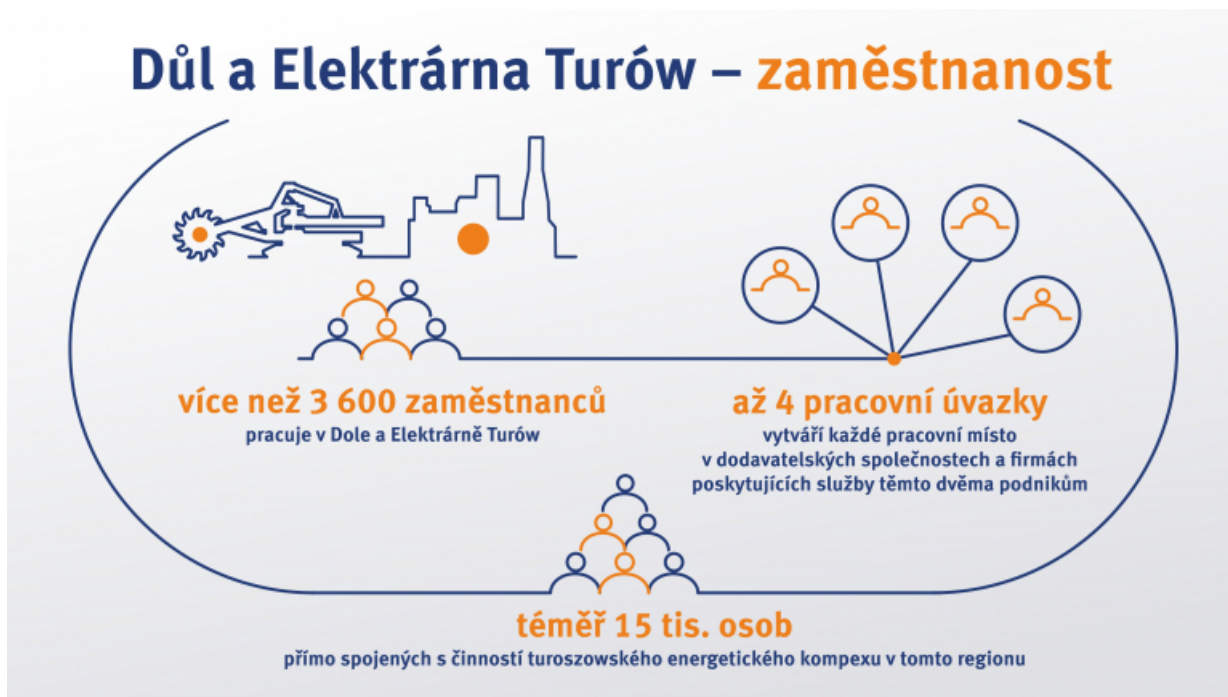 Důl a Elektrárna Turów – zaměstnanost
více než 3 600 zaměstnanců
pracuje v Dole a Elektrárně Turów
až 4 pracovní úvazky
vytváří každé pracovní místo
v dodavatelských společnostech a firmách
poskytujících služby těmto dvěma podnikům
téměř 15 tis. osob
přímo spojených s činností turoszowského energetického kompexu v tomto regionu